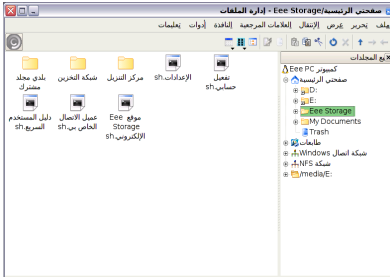 صفحتي الرئيسية/Eee Storage - إدارة الملفات
ملف تحرير عرض الإنتقال العلامات المرجعية النافذة أدوات تعليمات
جميع المجلدات
كمبيوتر Eee PC
صفحتي الرئيسية
D:
E:
Eee Storage
My Documents
Trash
طابعات
شبكة اتصال Windows
شبكة NFS
/media/E:
تفعيل
حسابي.sh
الإعدادات.sh
مركز التنزيل
شبكة التخزين
بلدي مجلد
مشترك
موقع Eee
Storage
الإلكتروني.sh
عميل الاتصال
الخاص بي.sh
دليل المستخدم
السريع.sh